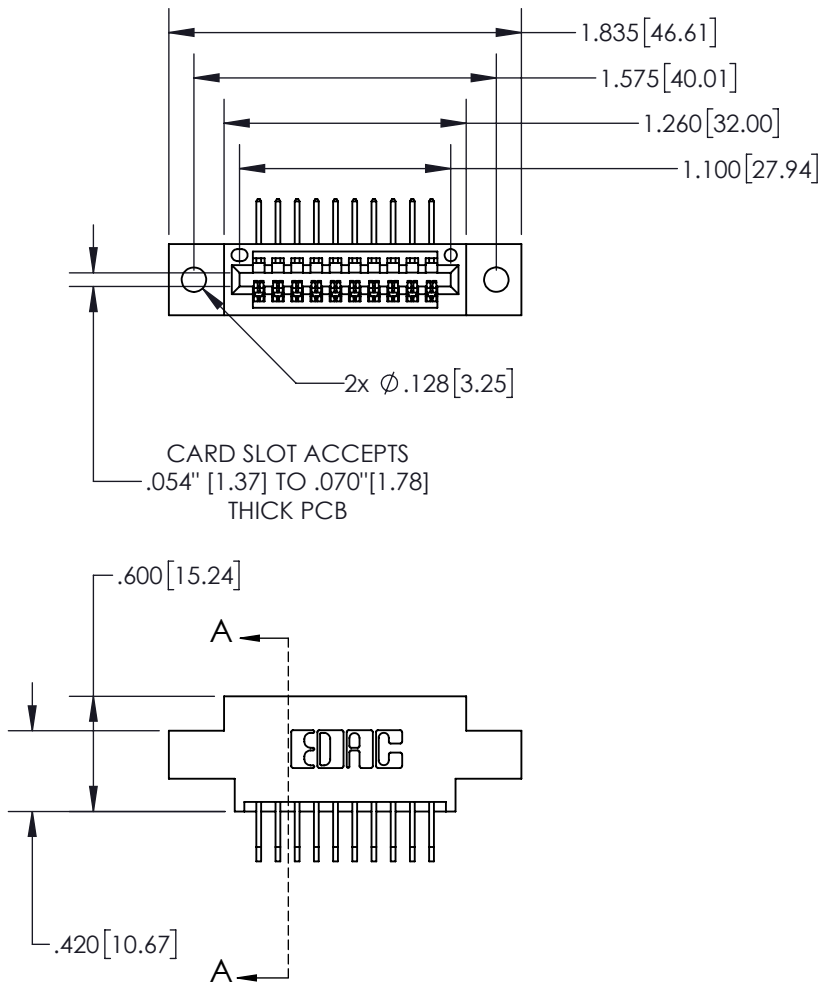 1.835[46.61]
1.575[40.01]
1.260[32.00]
1.100[27.94]
2x ∅.128[3.25]
CARD SLOT ACCEPTS
.054" [1.37] TO .070"[1.78]
THICK PCB
.600[15.24]
A
EDAC
.420[10.67]
A